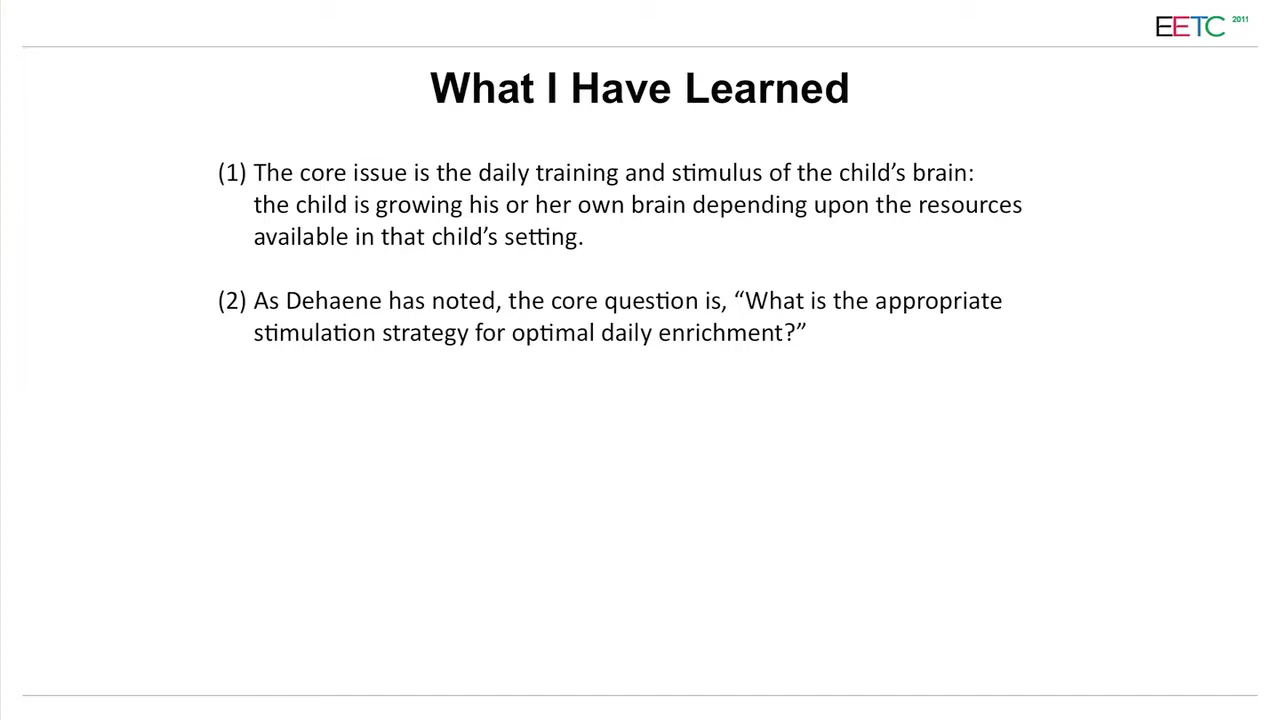 EETC 2011
What I Have Learned
(1) The core issue is the daily training and stimulus of the child’s brain:
the child is growing his or her own brain depending upon the resources
available in that child’s setting.
(2) As Dehaene has noted, the core question is, “What is the appropriate
stimulation strategy for optimal daily enrichment?”